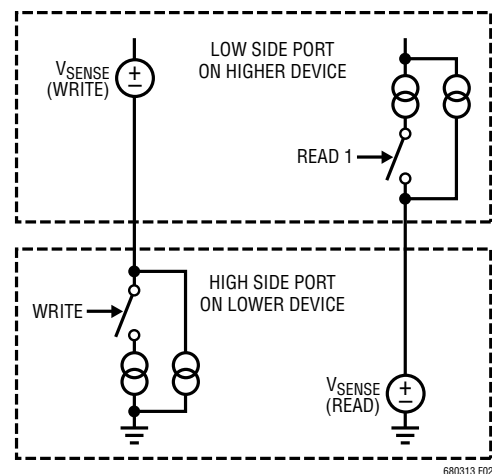 LOW SIDE PORT
ON HIGHER DEVICE
VSENSE
(WRITE)
+
–
READ 1
HIGH SIDE PORT
ON LOWER DEVICE
WRITE
VSENSE
(READ)
+
–
680313 F02